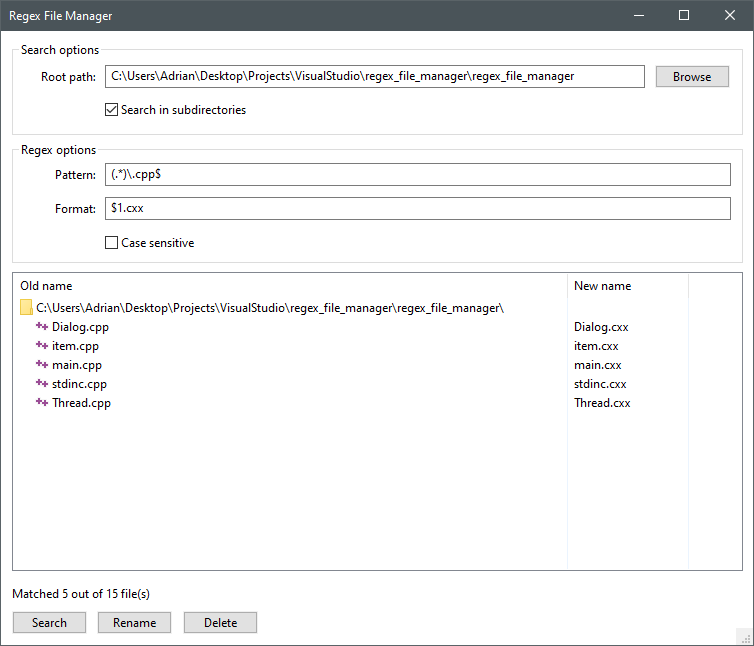 Regex File Manager
Search options
Root path: C:\Users\Adrian\Desktop\Projects\VisualStudio\regex_file_manager\regex_file_manager Browse
Search in subdirectories
Regex options
Pattern: (.*)\.cpp$
Format: $1.cxx
Case sensitive
Old name New name
C:\Users\Adrian\Desktop\Projects\VisualStudio\regex_file_manager\regex_file_manager\
Dialog.cpp Dialog.cxx
item.cpp item.cxx
main.cpp main.cxx
stdinc.cpp stdinc.cxx
Thread.cpp Thread.cxx
Matched 5 out of 15 file(s)
Search Rename Delete